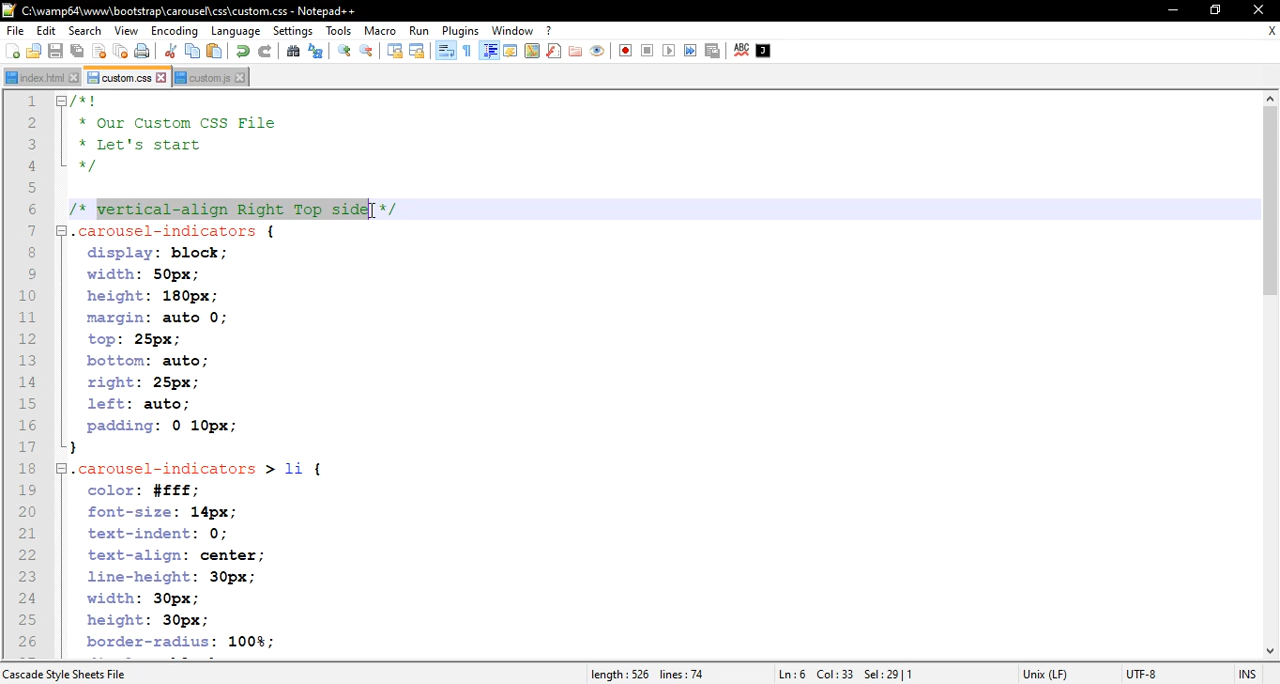 C:\wamp64\www\bootstrap\carousel\css\custom.css - Notepad++
File Edit Search View Encoding Language Settings Tools Macro Run Plugins Window ? X
ABC J
index.html custom.css custom.js
1 /*!
2 * Our Custom CSS File
3 * Let's start
4 */
5
6 /* vertical-align Right Top side */
7 .carousel-indicators {
8 display: block;
9 width: 50px;
10 height: 180px;
11 margin: auto 0;
12 top: 25px;
13 bottom: auto;
14 right: 25px;
15 left: auto;
16 padding: 0 10px;
17 }
18 .carousel-indicators > li {
19 color: #fff;
20 font-size: 14px;
21 text-indent: 0;
22 text-align: center;
23 line-height: 30px;
24 width: 30px;
25 height: 30px;
26 border-radius: 100%;
Cascade Style Sheets File length : 526 lines : 74 Ln : 6 Col : 33 Sel : 29 | 1 Unix (LF) UTF-8 INS